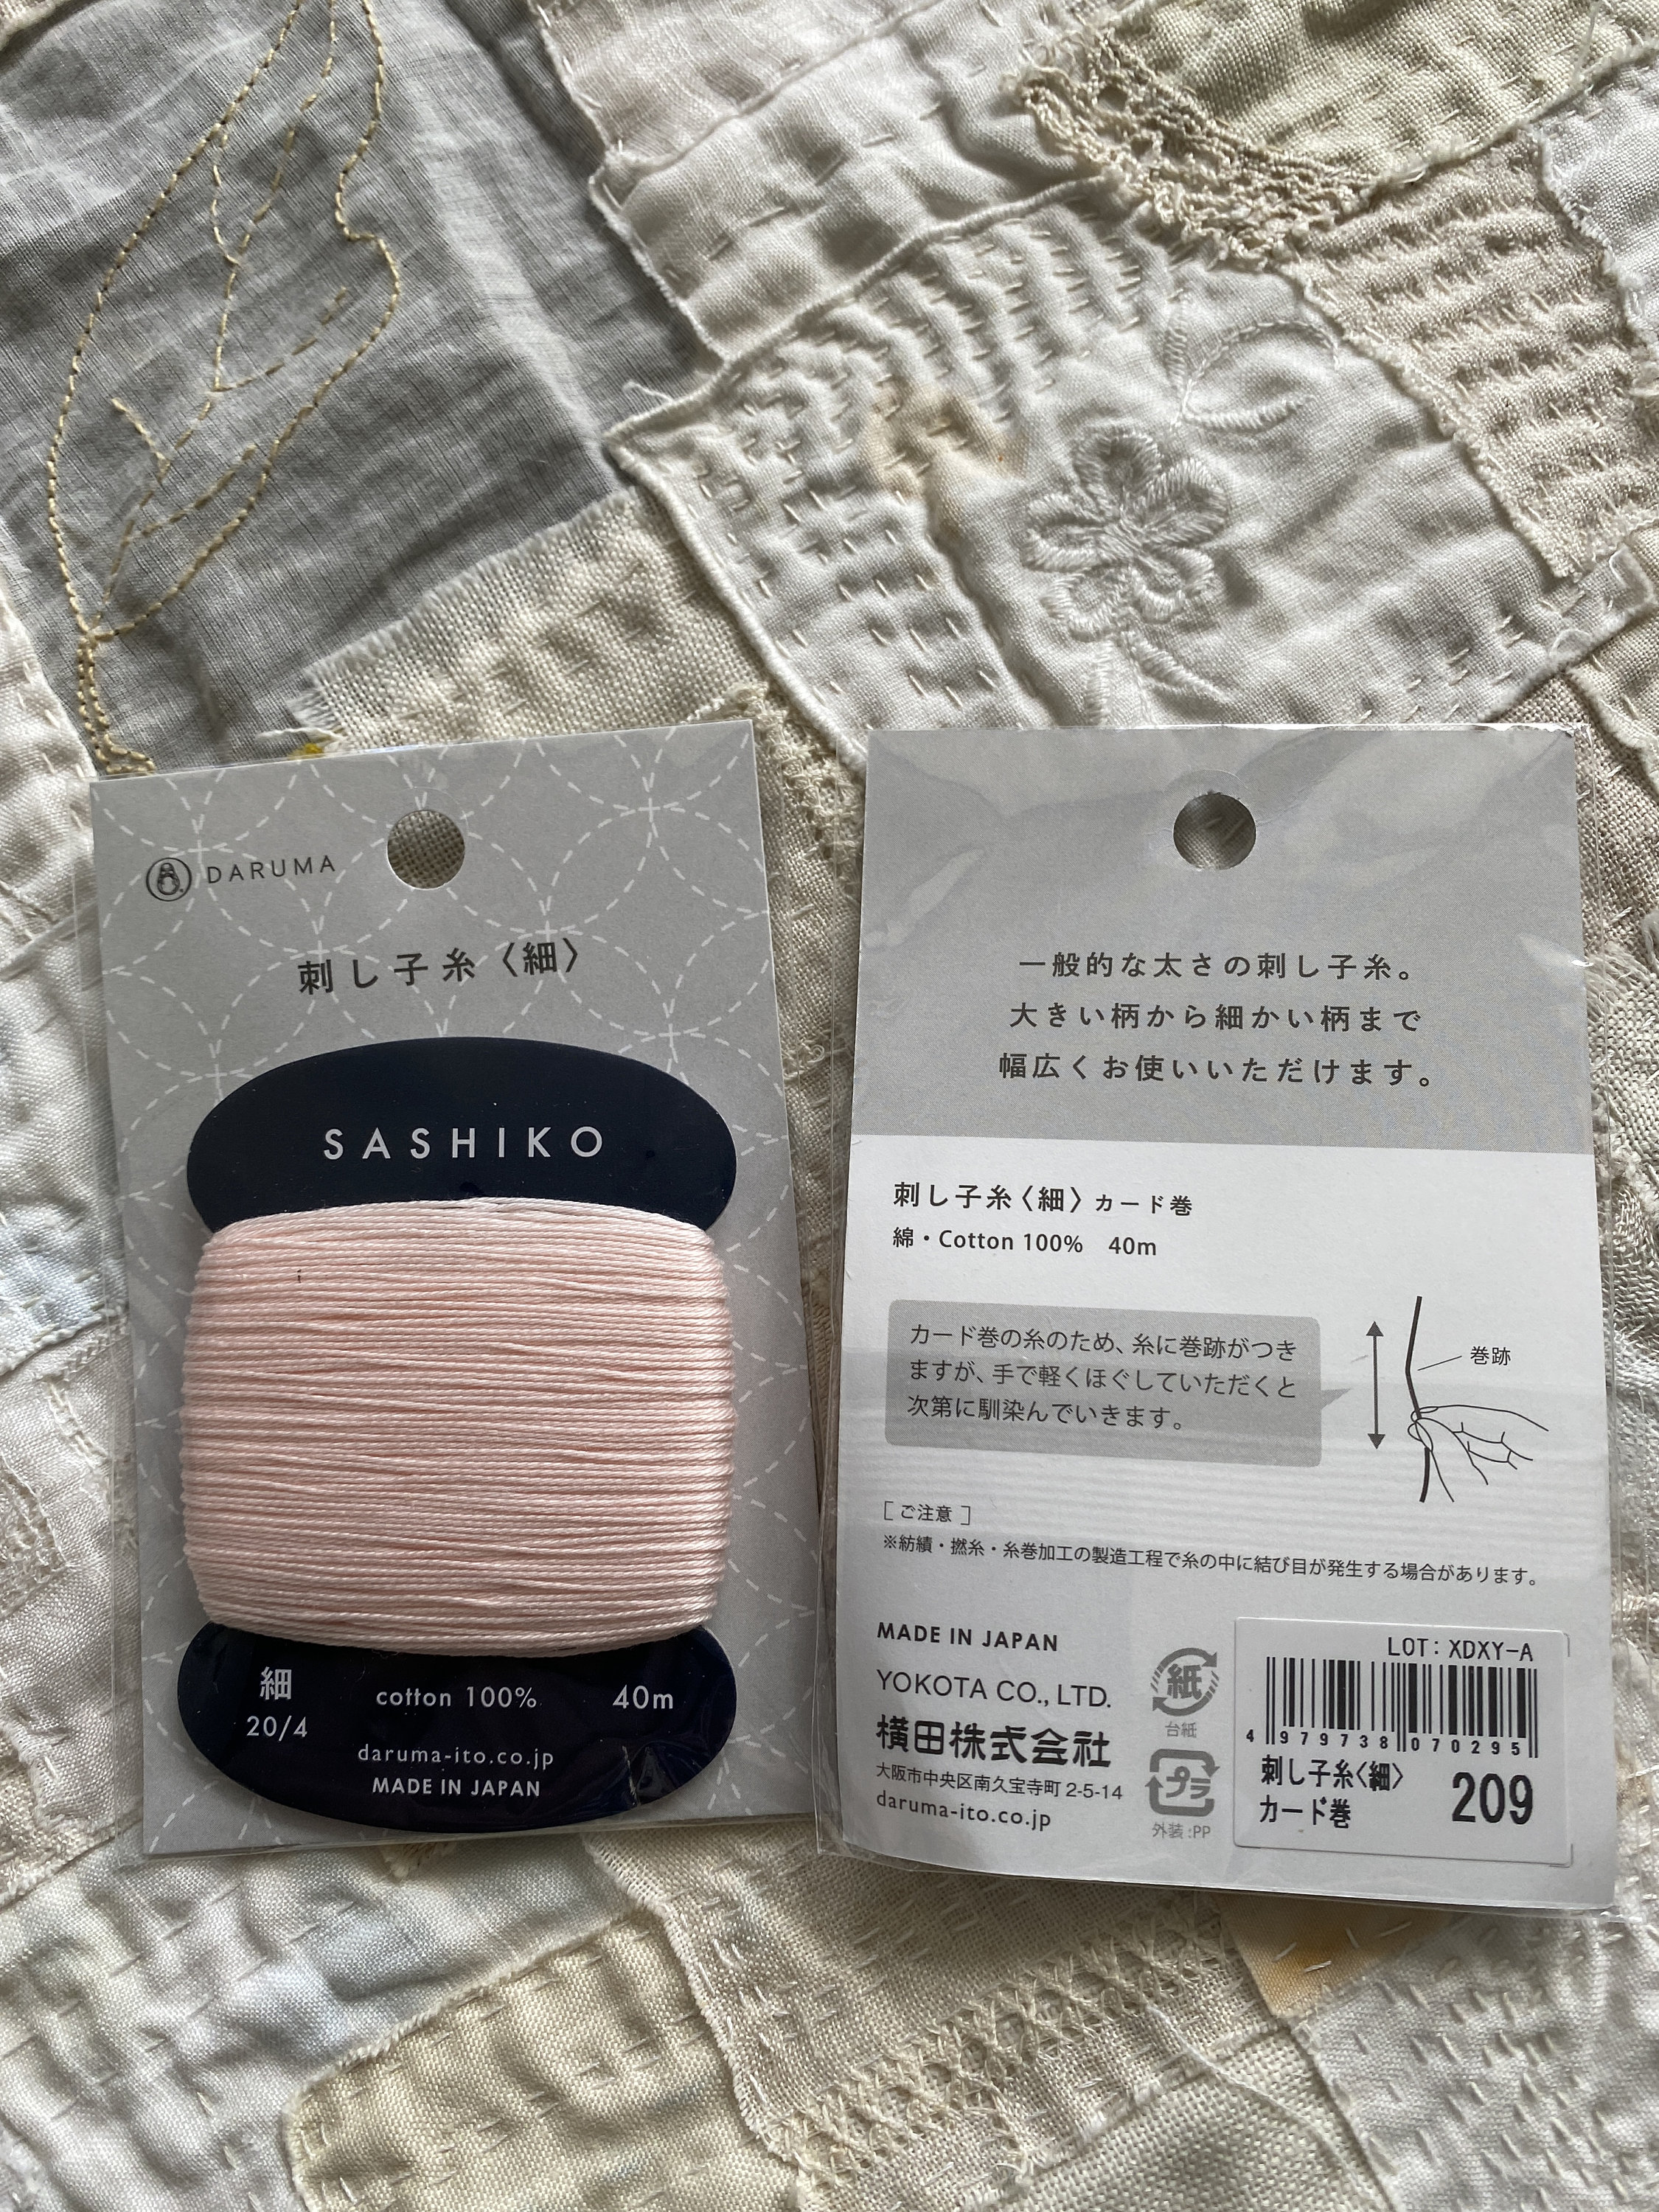 DARUMA
刺し子糸〈細〉
SASHIKO
細
20/4
cotton 100%
40m
daruma-ito.co.jp
MADE IN JAPAN
一般的な太さの刺し子糸。
大きい柄から細かい柄まで
幅広くお使いいただけます。
刺し子糸〈細〉カード巻
綿・Cotton 100% 40m
カード巻の糸のため、糸に巻跡がつき
ますが、手で軽くほぐしていただくと
次第に馴染んでいきます。
巻跡
[ ご注意 ]
※紡績・撚糸・糸巻加工の製造工程で糸の中に結び目が発生する場合があります。
MADE IN JAPAN
YOKOTA CO., LTD.
横田株式会社
大阪市中央区南久宝寺町 2-5-14
daruma-ito.co.jp
紙
台紙
プラ
外装:PP
LOT: XDXY-A
4 979738 070295
刺し子糸〈細〉
カード巻
209